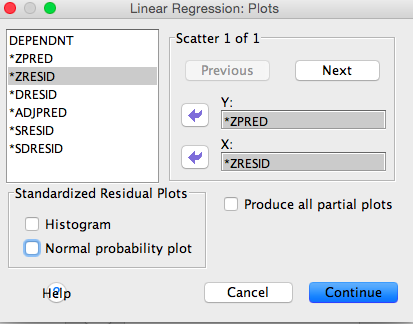 Linear Regression: Plots
DEPENDNT
*ZPRED
*ZRESID
*DRESID
*ADJPRED
*SRESID
*SDRESID
Scatter 1 of 1
Previous
Next
Y:
*ZPRED
X:
*ZRESID
Standardized Residual Plots
Histogram
Normal probability plot
Produce all partial plots
Help
Cancel
Continue